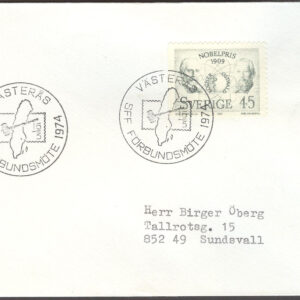 VÄSTERÅS
SFF FÖRBUNDSMÖTE 1974
VÄSTERÅS
SFF FÖRBUNDSMÖTE 1974
NOBELPRIS
1909
SVERIGE 45
Herr Birger Öberg
Tallrotsg. 15
852 49 Sundsvall